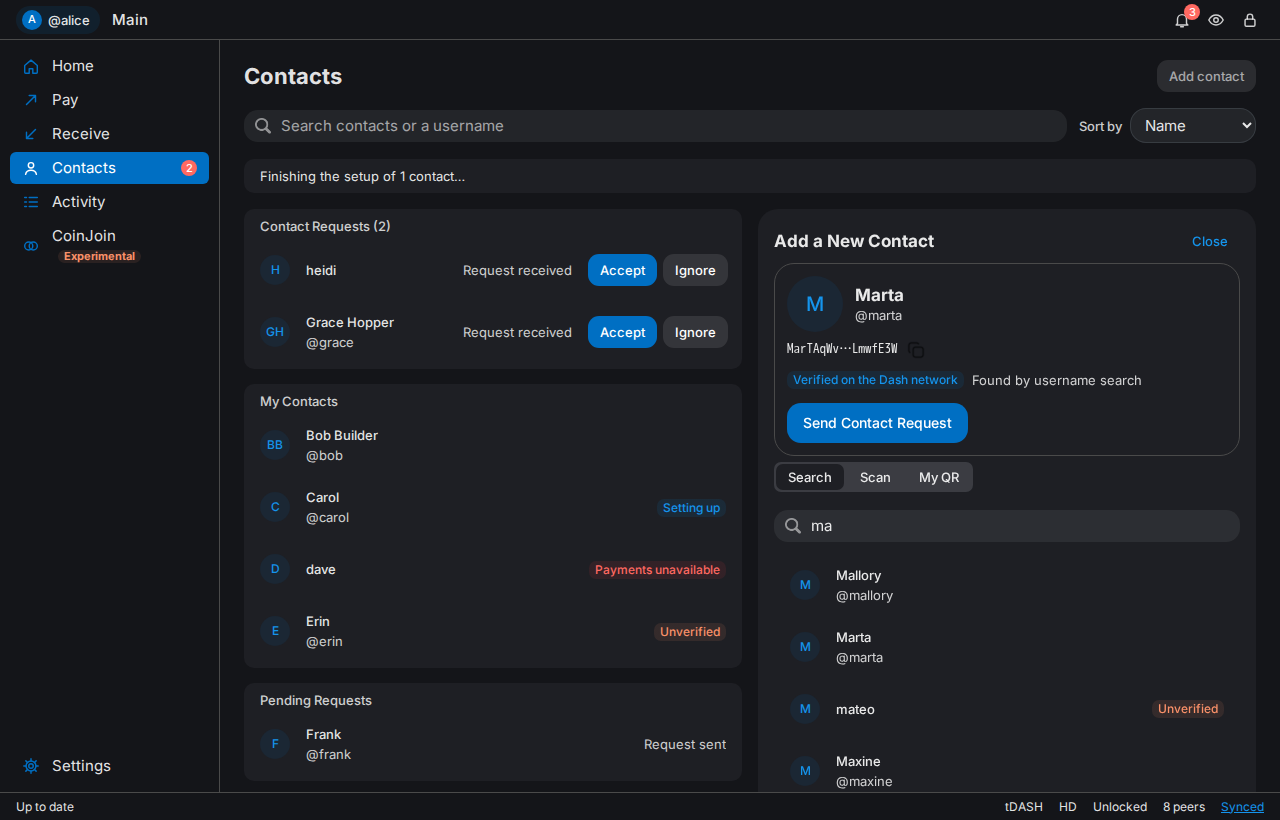 A @alice Main 3
Home
Pay
Receive
Contacts 2
Activity
CoinJoin
Experimental
Settings
Contacts
Add contact
Search contacts or a username
Sort by Name
Finishing the setup of 1 contact...
Contact Requests (2)
H heidi Request received Accept Ignore
GH Grace Hopper
@grace
Request received Accept Ignore
My Contacts
BB Bob Builder
@bob
C Carol
@carol
Setting up
D dave Payments unavailable
E Erin
@erin
Unverified
Pending Requests
F Frank
@frank
Request sent
Add a New Contact Close
M Marta
@marta
MarTAqWv···LmwfE3W
Verified on the Dash network Found by username search
Send Contact Request
Search Scan My QR
ma
M Mallory
@mallory
M Marta
@marta
M mateo Unverified
M Maxine
@maxine
Up to date tDASH HD Unlocked 8 peers Synced